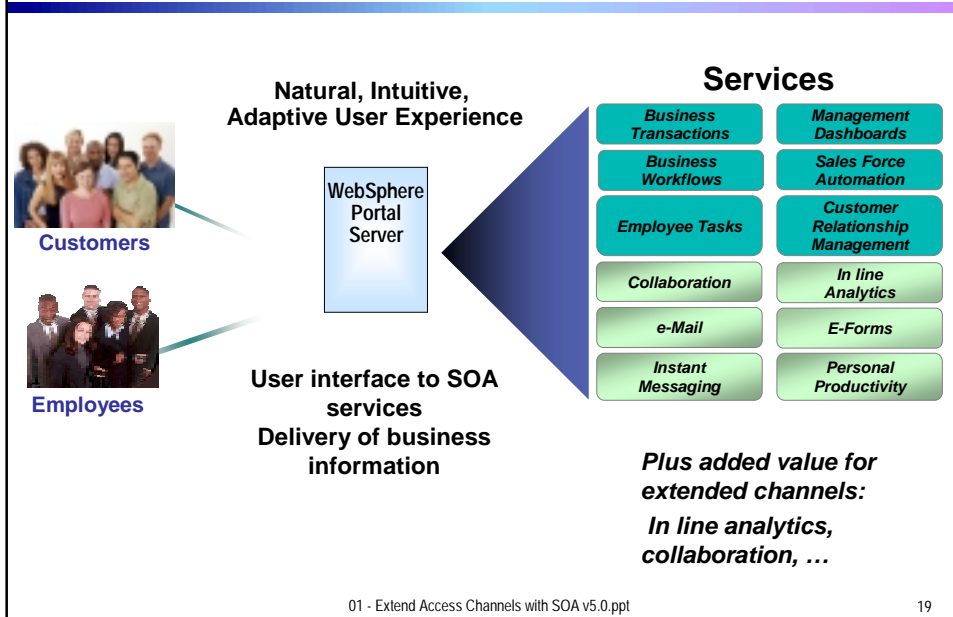 Natural, Intuitive,
Adaptive User Experience
Customers
Employees
WebSphere
Portal
Server
User interface to SOA
services
Delivery of business
information
Services
Business
Transactions
Management
Dashboards
Business
Workflows
Sales Force
Automation
Employee Tasks
Customer
Relationship
Management
Collaboration
In line
Analytics
e-Mail
E-Forms
Instant
Messaging
Personal
Productivity
Plus added value for
extended channels:
In line analytics,
collaboration, …
01 - Extend Access Channels with SOA v5.0.ppt
19